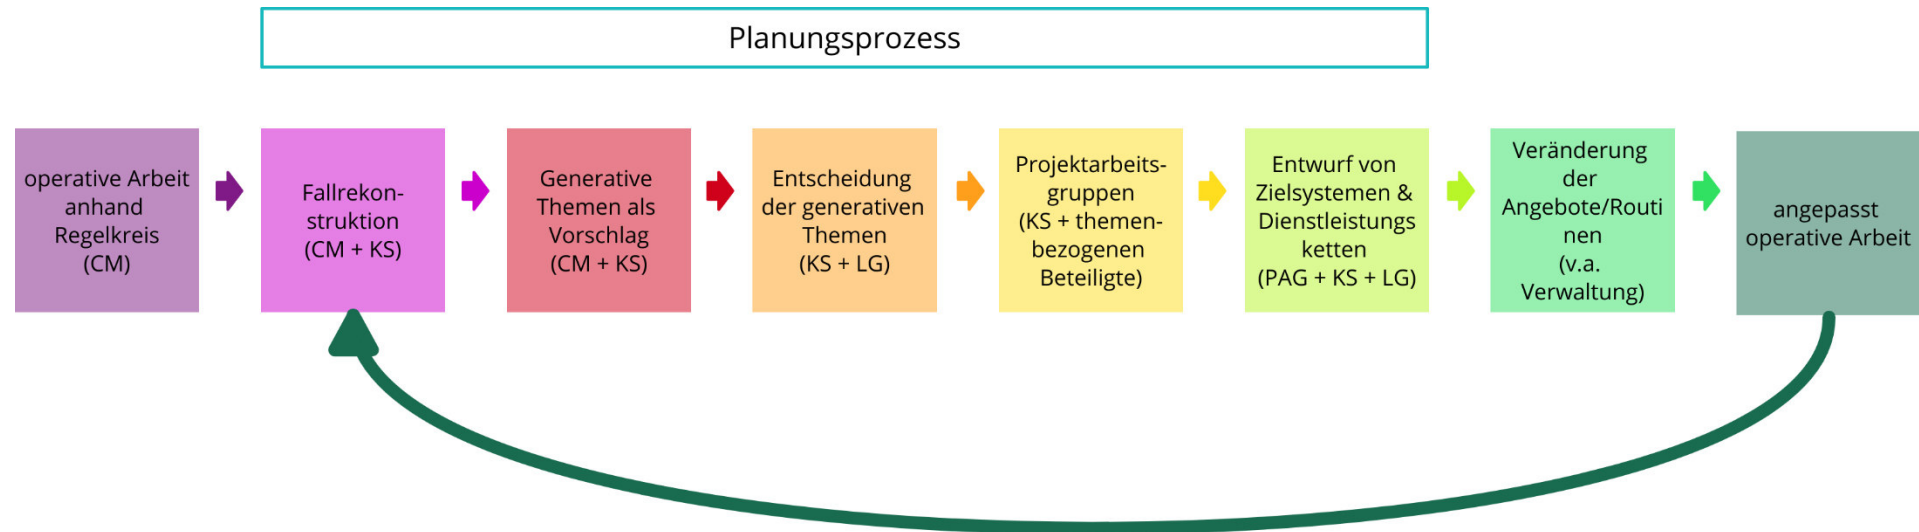 Planungsprozess
operative Arbeit
anhand
Regelkreis
(CM)
Fallrekon-
struktion
(CM + KS)
Generative
Themen als
Vorschlag
(CM + KS)
Entscheidung
der generativen
Themen
(KS + LG)
Projektarbeits-
gruppen
(KS + themen-
bezogenen
Beteiligte)
Entwurf von
Zielsystemen &
Dienstleistungs
ketten
(PAG + KS + LG)
Veränderung
der
Angebote/Routi
nen
(v.a.
Verwaltung)
angepasst
operative Arbeit